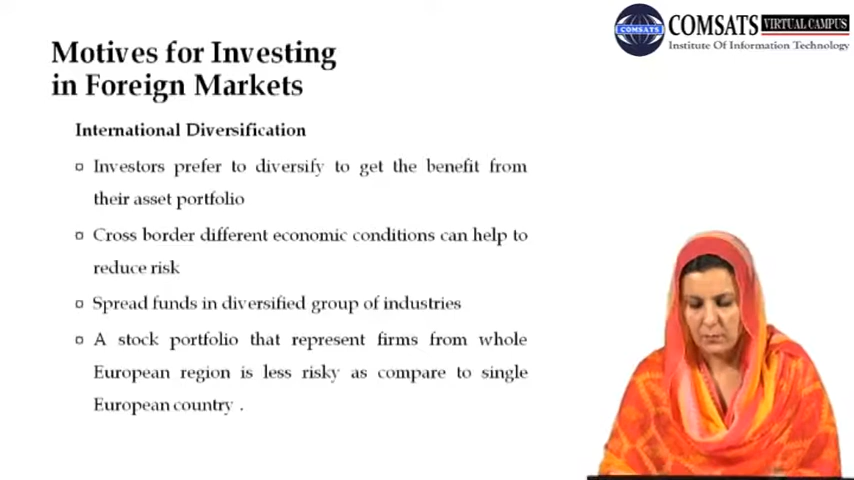 COMSATS VIRTUAL CAMPUS
COMSATS
Institute Of Information Technology
Motives for Investing
in Foreign Markets
International Diversification
Investors prefer to diversify to get the benefit from
their asset portfolio
Cross border different economic conditions can help to
reduce risk
Spread funds in diversified group of industries
A stock portfolio that represent firms from whole
European region is less risky as compare to single
European country .